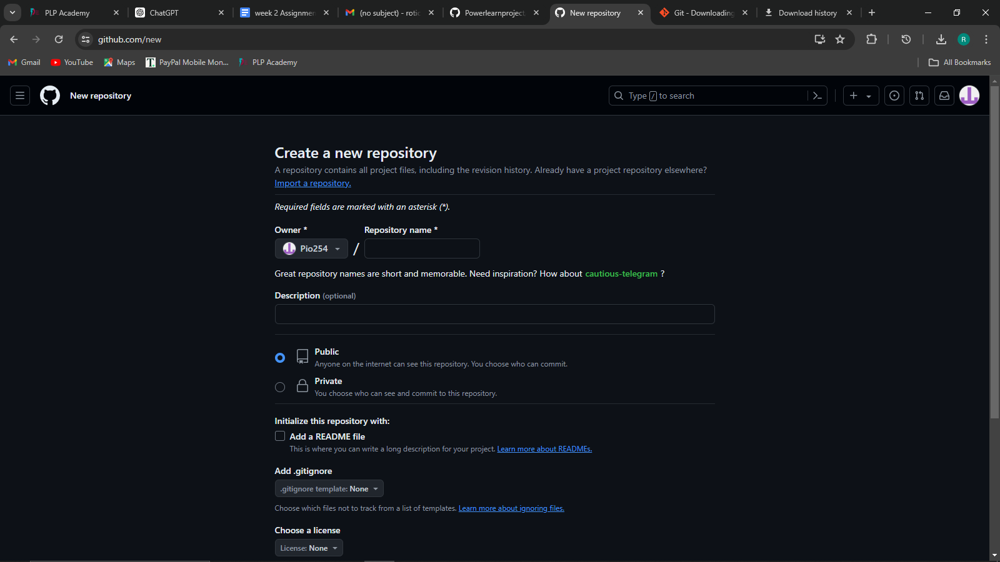 PLP Academy
ChatGPT
week 2 Assignmen
(no subject) - rotic
Powerlearnproject
New repository
Git - Downloading
Download history
github.com/new
R
Gmail
YouTube
Maps
PayPal Mobile Mon...
PLP Academy
All Bookmarks
New repository
Type / to search
Create a new repository
A repository contains all project files, including the revision history. Already have a project repository elsewhere?
Import a repository.
Required fields are marked with an asterisk (*).
Owner *
Repository name *
Pio254
/
Great repository names are short and memorable. Need inspiration? How about cautious-telegram ?
Description (optional)
Public
Anyone on the internet can see this repository. You choose who can commit.
Private
You choose who can see and commit to this repository.
Initialize this repository with:
Add a README file
This is where you can write a long description for your project. Learn more about READMEs.
Add .gitignore
.gitignore template: None
Choose which files not to track from a list of templates. Learn more about ignoring files.
Choose a license
License: None